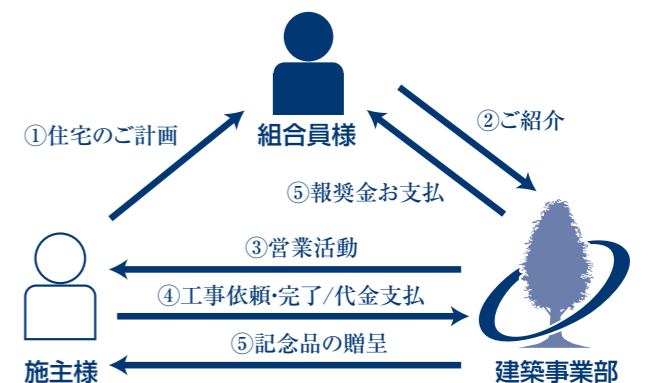 ①住宅のご計画
組合員様
②ご紹介
⑤報奨金お支払
③営業活動
④工事依頼・完了/代金支払
⑤記念品の贈呈
施主様
建築事業部